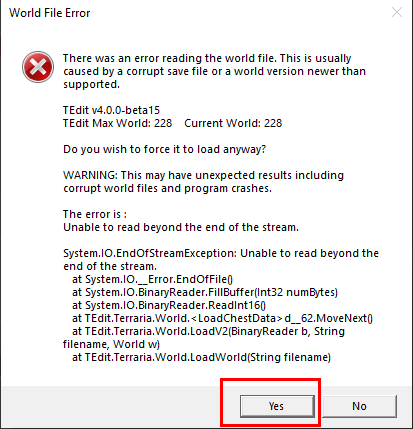 World File Error
There was an error reading the world file. This is usually
caused by a corrupt save file or a world version newer than
supported.
TEdit v4.0.0-beta15
TEdit Max World: 228    Current World: 228
Do you wish to force it to load anyway?
WARNING: This may have unexpected results including
corrupt world files and program crashes.
The error is :
Unable to read beyond the end of the stream.
System.IO.EndOfStreamException: Unable to read beyond the
end of the stream.
at System.IO.__Error.EndOfFile()
at System.IO.BinaryReader.FillBuffer(Int32 numBytes)
at System.IO.BinaryReader.ReadInt16()
at TEdit.Terraria.World.<LoadChestData>d__62.MoveNext()
at TEdit.Terraria.World.LoadV2(BinaryReader b, String
filename, World w)
at TEdit.Terraria.World.LoadWorld(String filename)
Yes No